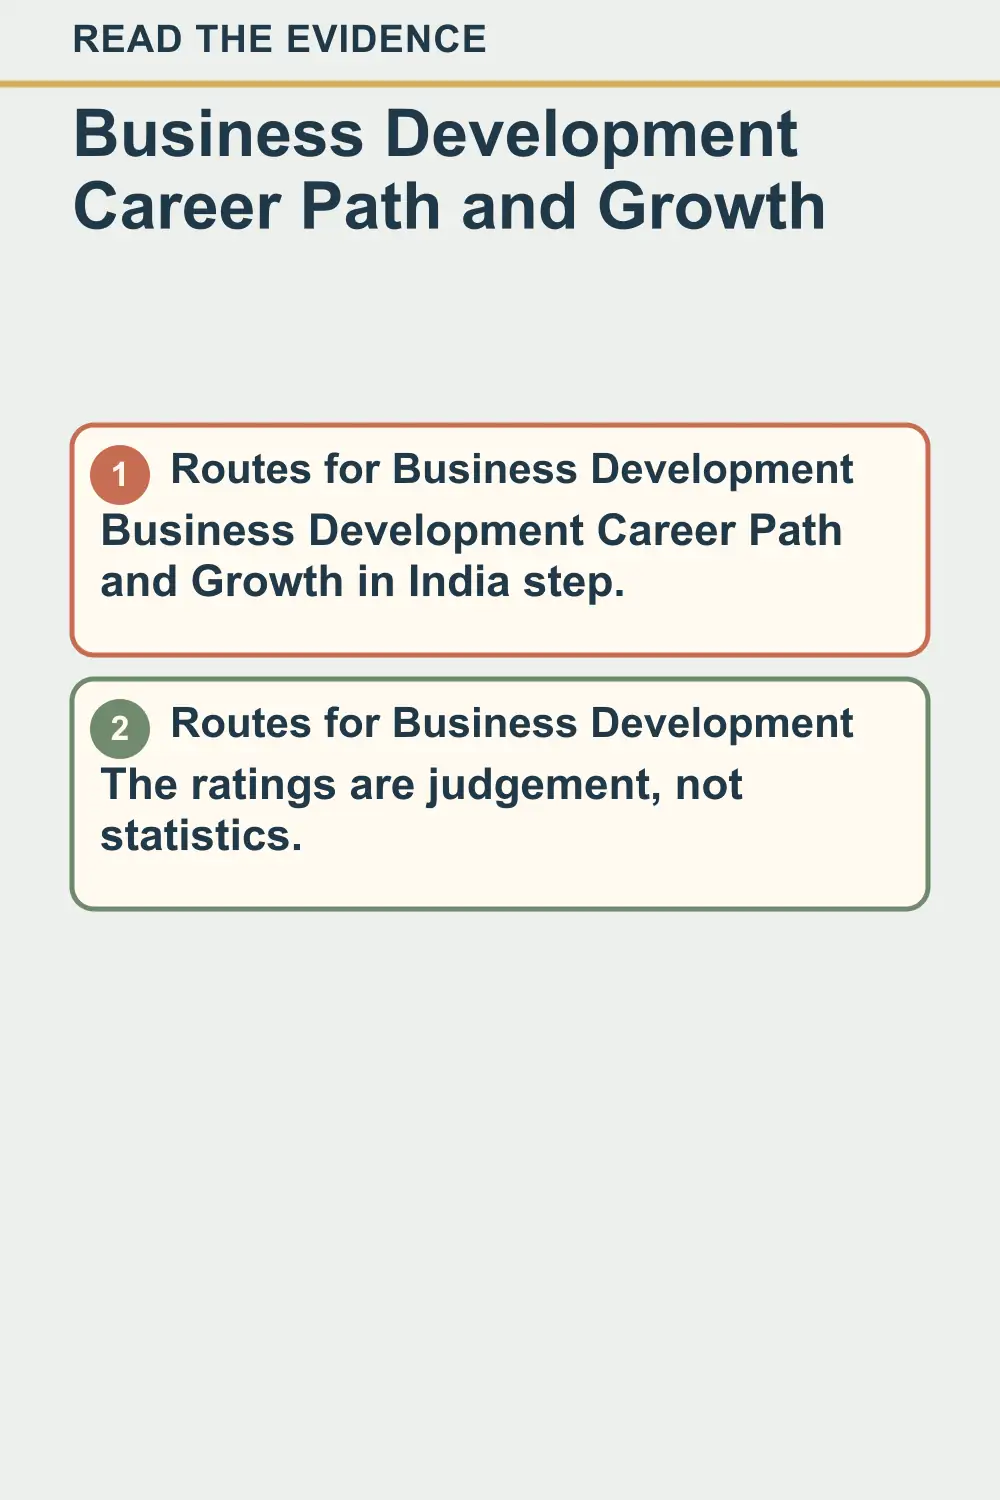 READ THE EVIDENCE
Business Development
Career Path and Growth
1 Routes for Business Development
Business Development Career Path
and Growth in India step.
2 Routes for Business Development
The ratings are judgement, not
statistics.